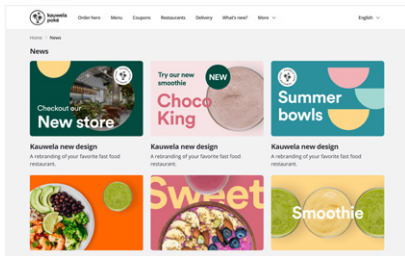 kauwela
poké
Order here
Menu
Coupons
Restaurants
Delivery
What's new?
More
English
Home
News
News
Checkout our
New store
Try our new
smoothie
NEW
Choco
King
Summer
bowls
Kauwela new design
A rebranding of your favorite fast food
restaurant.
Kauwela new design
A rebranding of your favorite fast food
restaurant.
Kauwela new design
A rebranding of your favorite fast food
restaurant.
Sweet
Smoothie